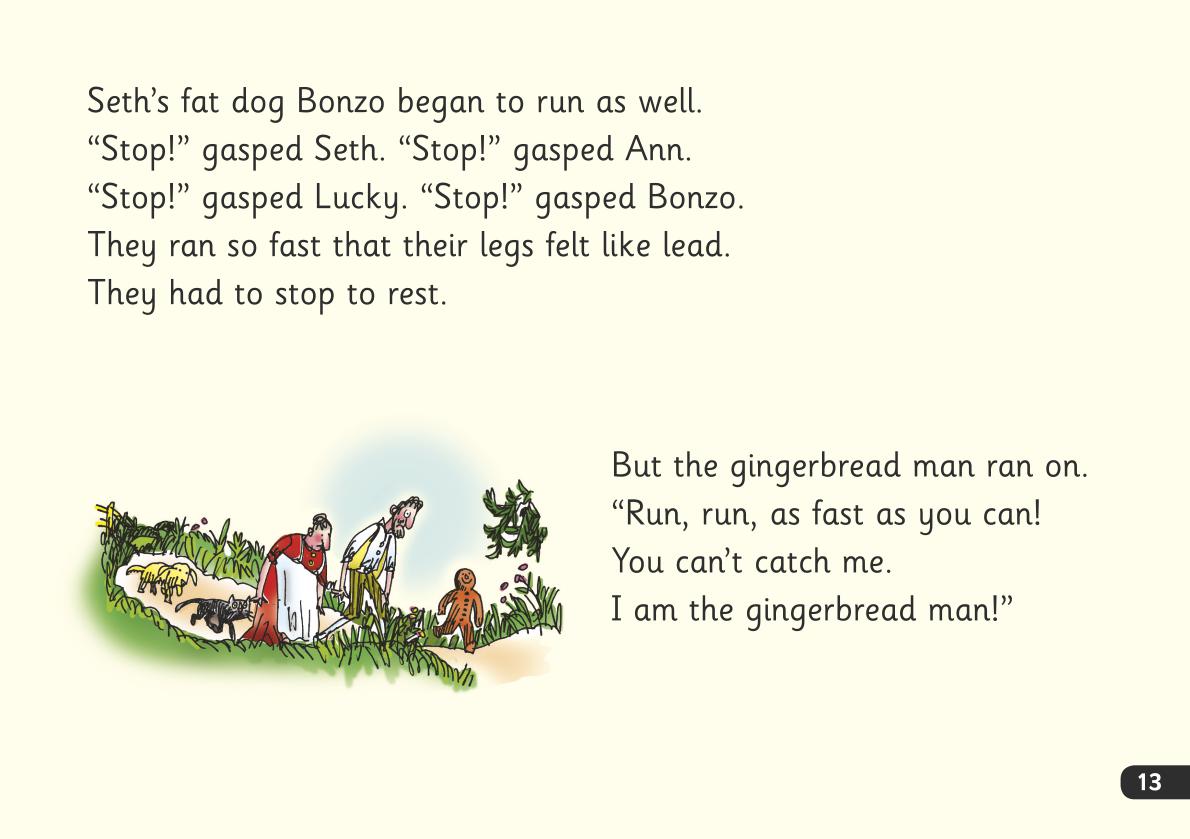 Seth’s fat dog Bonzo began to run as well.
“Stop!” gasped Seth. “Stop!” gasped Ann.
“Stop!” gasped Lucky. “Stop!” gasped Bonzo.
They ran so fast that their legs felt like lead.
They had to stop to rest.
But the gingerbread man ran on.
“Run, run, as fast as you can!
You can’t catch me.
I am the gingerbread man!”
13